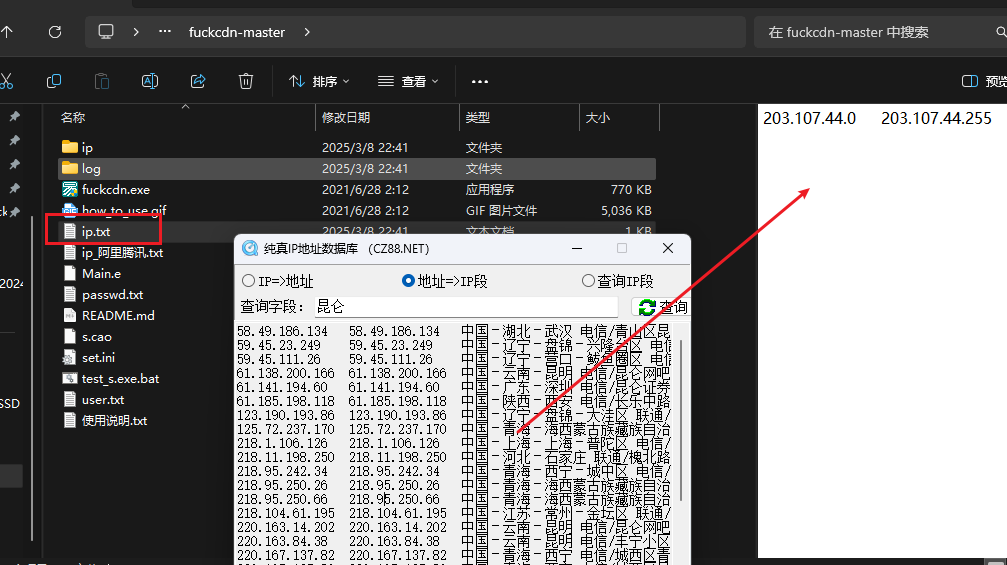 fuckcdn-master
在 fuckcdn-master 中搜索
排序
查看
预览
名称
修改日期
类型
大小
203.107.44.0 203.107.44.255
ip 2025/3/8 22:41 文件夹
log 2025/3/8 22:41 文件夹
fuckcdn.exe 2021/6/28 2:12 应用程序 770 KB
how_to_use.gif 2021/6/28 2:12 GIF 图片文件 5,036 KB
ip.txt 2025/3/8 22:41 文本文档 1 KB
ip_阿里腾讯.txt
Main.e
passwd.txt
README.md
s.cao
set.ini
test_s.exe.bat
user.txt
使用说明.txt
2024
SSD
纯真IP地址数据库 (CZ88.NET)
IP=>地址
地址=>IP段
查询IP段
查询字段： 昆仑
查询
58.49.186.134 58.49.186.134 中国－湖北－武汉 电信/青山区昆
59.45.23.249 59.45.23.249 中国－辽宁－盘锦－兴隆台区 电信
59.45.111.26 59.45.111.26 中国－辽宁－营口－鲅鱼圈区 电信
61.138.200.166 61.138.200.166 中国－云南－昆明 电信/昆仑网吧
61.141.194.60 61.141.194.60 中国－广东－深圳 电信/昆仑证券
61.185.198.118 61.185.198.118 中国－陕西－西安 电信/长乐中路
123.190.193.86 123.190.193.86 中国－辽宁－盘锦－大洼区 联通/
125.72.237.170 125.72.237.170 中国－青海－海西蒙古族藏族自治
218.1.106.126 218.1.106.126 中国－上海－上海－普陀区 电信/
218.11.198.250 218.11.198.250 中国－河北－石家庄 联通/槐北路
218.95.242.34 218.95.242.34 中国－青海－西宁－城中区 电信/
218.95.250.26 218.95.250.26 中国－青海－海西蒙古族藏族自治
218.95.250.66 218.95.250.66 中国－青海－海西蒙古族藏族自治
218.104.61.195 218.104.61.195 中国－江苏－常州－金坛区 联通/
220.163.14.202 220.163.14.202 中国－云南－昆明 电信/昆仑网吧
220.163.84.38 220.163.84.38 中国－云南－昆明 电信/丰宁小区
220.167.137.82 220.167.137.82 中国－青海－西宁 电信/城西区青